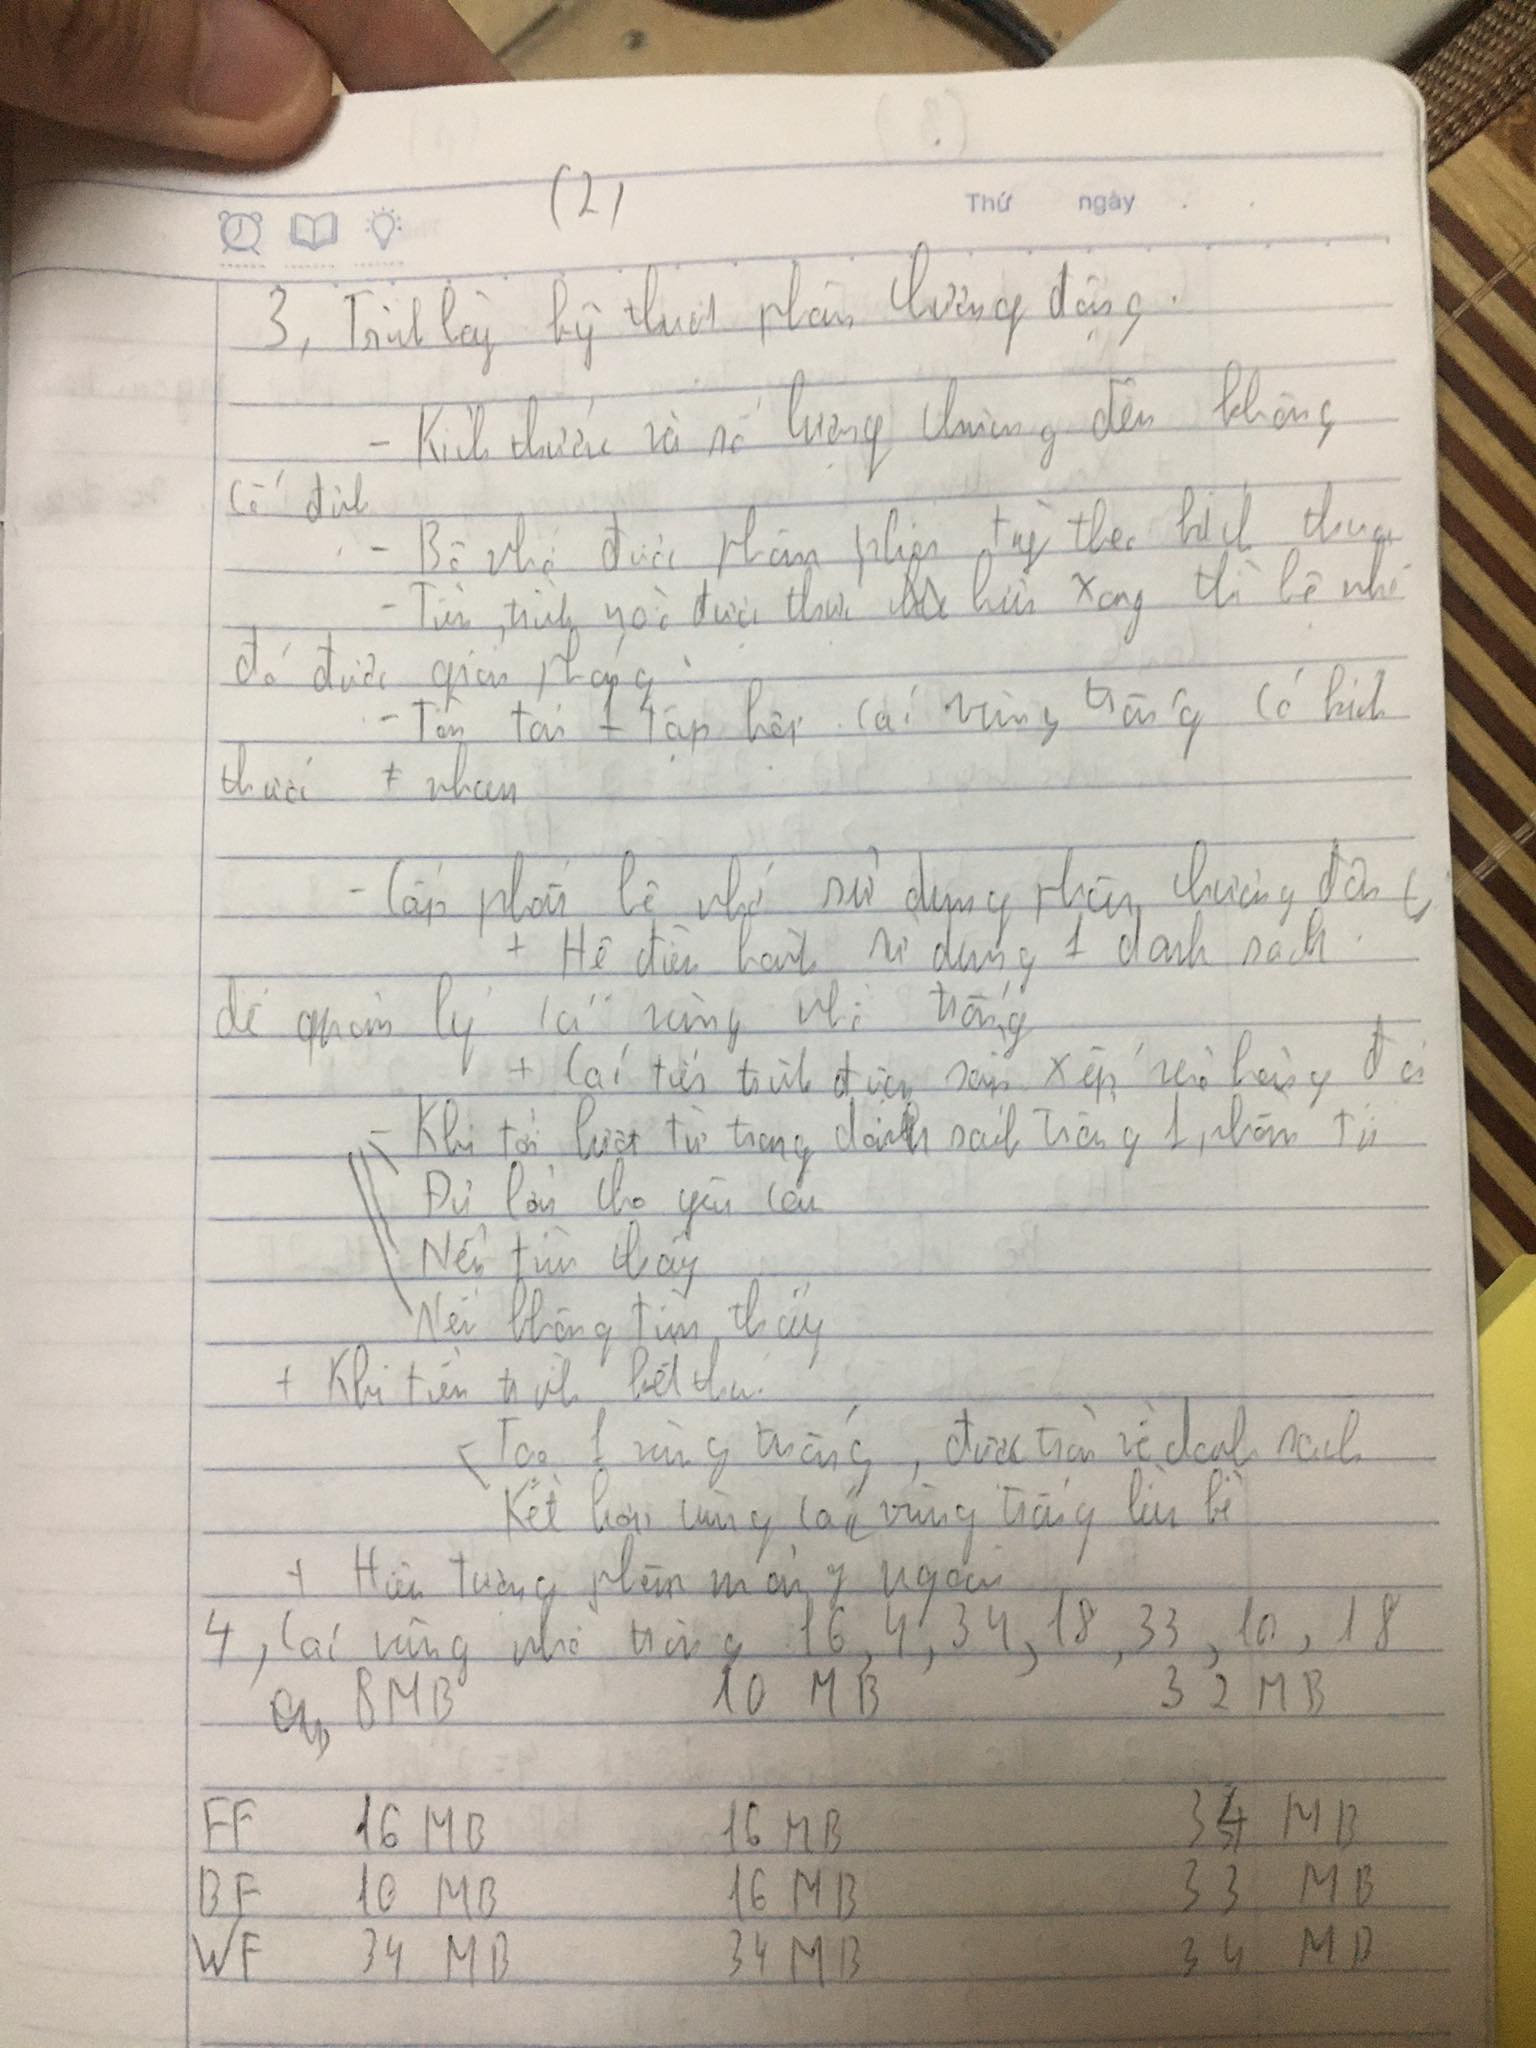 (2)
Thứ ngày
3, Trình bày kỹ thuật phân chương động.
- Kích thước và số lượng chương đều không
cố định
- Bộ nhớ được phân phối tuỳ theo kích thước
- Tiến trình nào được thực hiện xong thì bộ nhớ
đó được giải phóng
- Tồn tại 1 tập hợp các vùng trống có kích
thước ≠ nhau
- Cấp phát bộ nhớ sử dụng phân chương động
+ Hệ điều hành sử dụng 1 danh sách
để quản lý các vùng nhớ trống
+ Các tiến trình được sắp xếp vào hàng đợi
- Khi tới lượt từ trong danh sách trống 1 phần tử
Đủ lớn cho yêu cầu
Nếu tìm thấy
Nếu không tìm thấy
+ Khi tiến trình kết thúc
Tạo 1 vùng trống, được trả về danh sách
Kết hợp cùng các vùng trống liền kề
+ Hiện tượng phân mảnh ngoài
4, Các vùng nhớ trống 16, 4, 34, 18, 33, 10, 18
a, 8MB 10 MB 32 MB
FF 16 MB 16 MB 34 MB
BF 10 MB 16 MB 33 MB
WF 34 MB 34 MB 34 MB